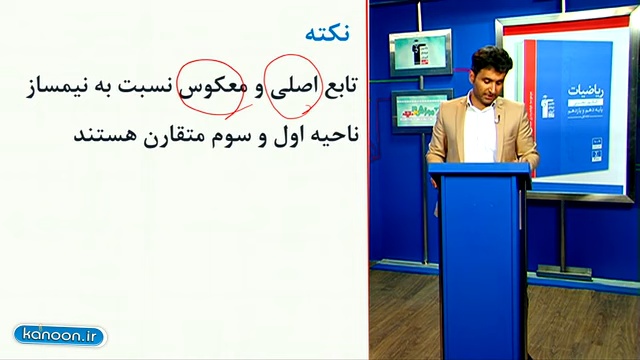 نکته
تابع اصلی و معکوس نسبت به نیمساز
ناحیه اول و سوم متقارن هستند
ریاضیات
kanoon.ir